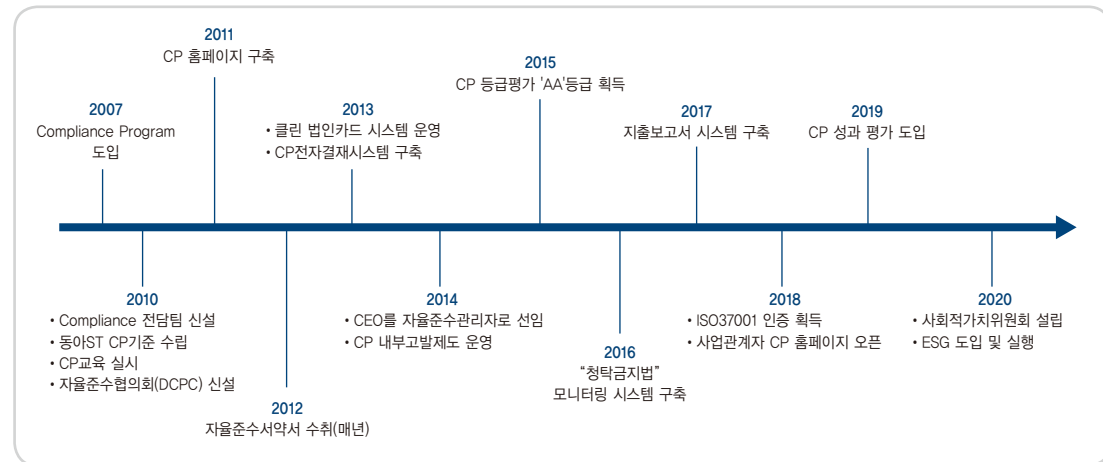 2007
Compliance Program
도입
2010
• Compliance 전담팀 신설
• 동아ST CP기준 수립
• CP교육 실시
• 자율준수협의회(DCPC) 신설
2011
CP 홈페이지 구축
2012
자율준수서약서 수취(매년)
2013
• 클린 법인카드 시스템 운영
• CP전자결재시스템 구축
2014
• CEO를 자율준수관리자로 선임
• CP 내부고발제도 운영
2015
CP 등급평가 'AA'등급 획득
2016
“청탁금지법”
모니터링 시스템 구축
2017
지출보고서 시스템 구축
2018
• ISO37001 인증 획득
• 사업관계자 CP 홈페이지 오픈
2019
CP 성과 평가 도입
2020
• 사회적가치위원회 설립
• ESG 도입 및 실행